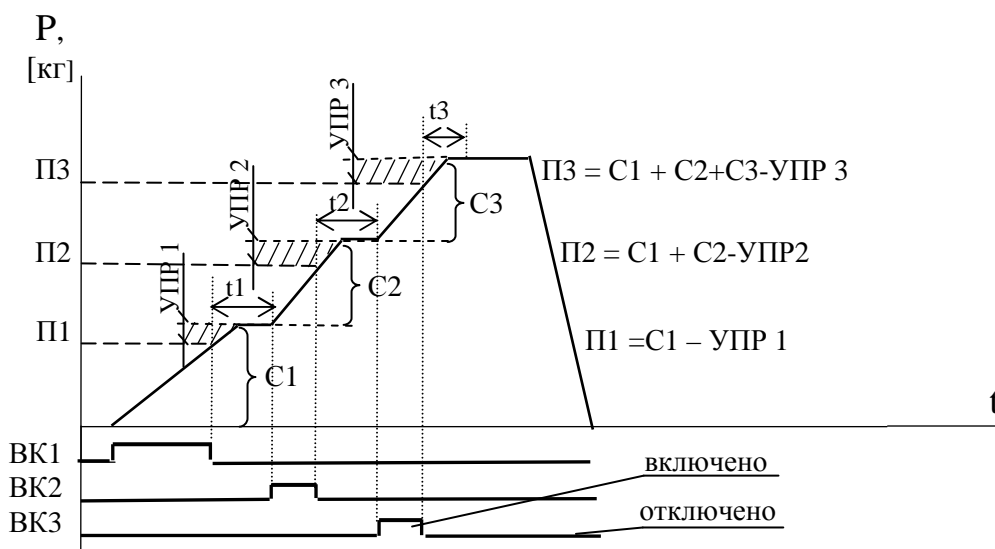 Р,
[кг]
УПР 3
t3
П3
П3 = С1 + С2+С3-УПР 3
УПР 2
t2
С3
П2
П2 = С1 + С2-УПР2
УПР 1
t1
С2
П1
П1 =С1 – УПР 1
С1
t
ВК1
включено
ВК2
ВК3
отключено